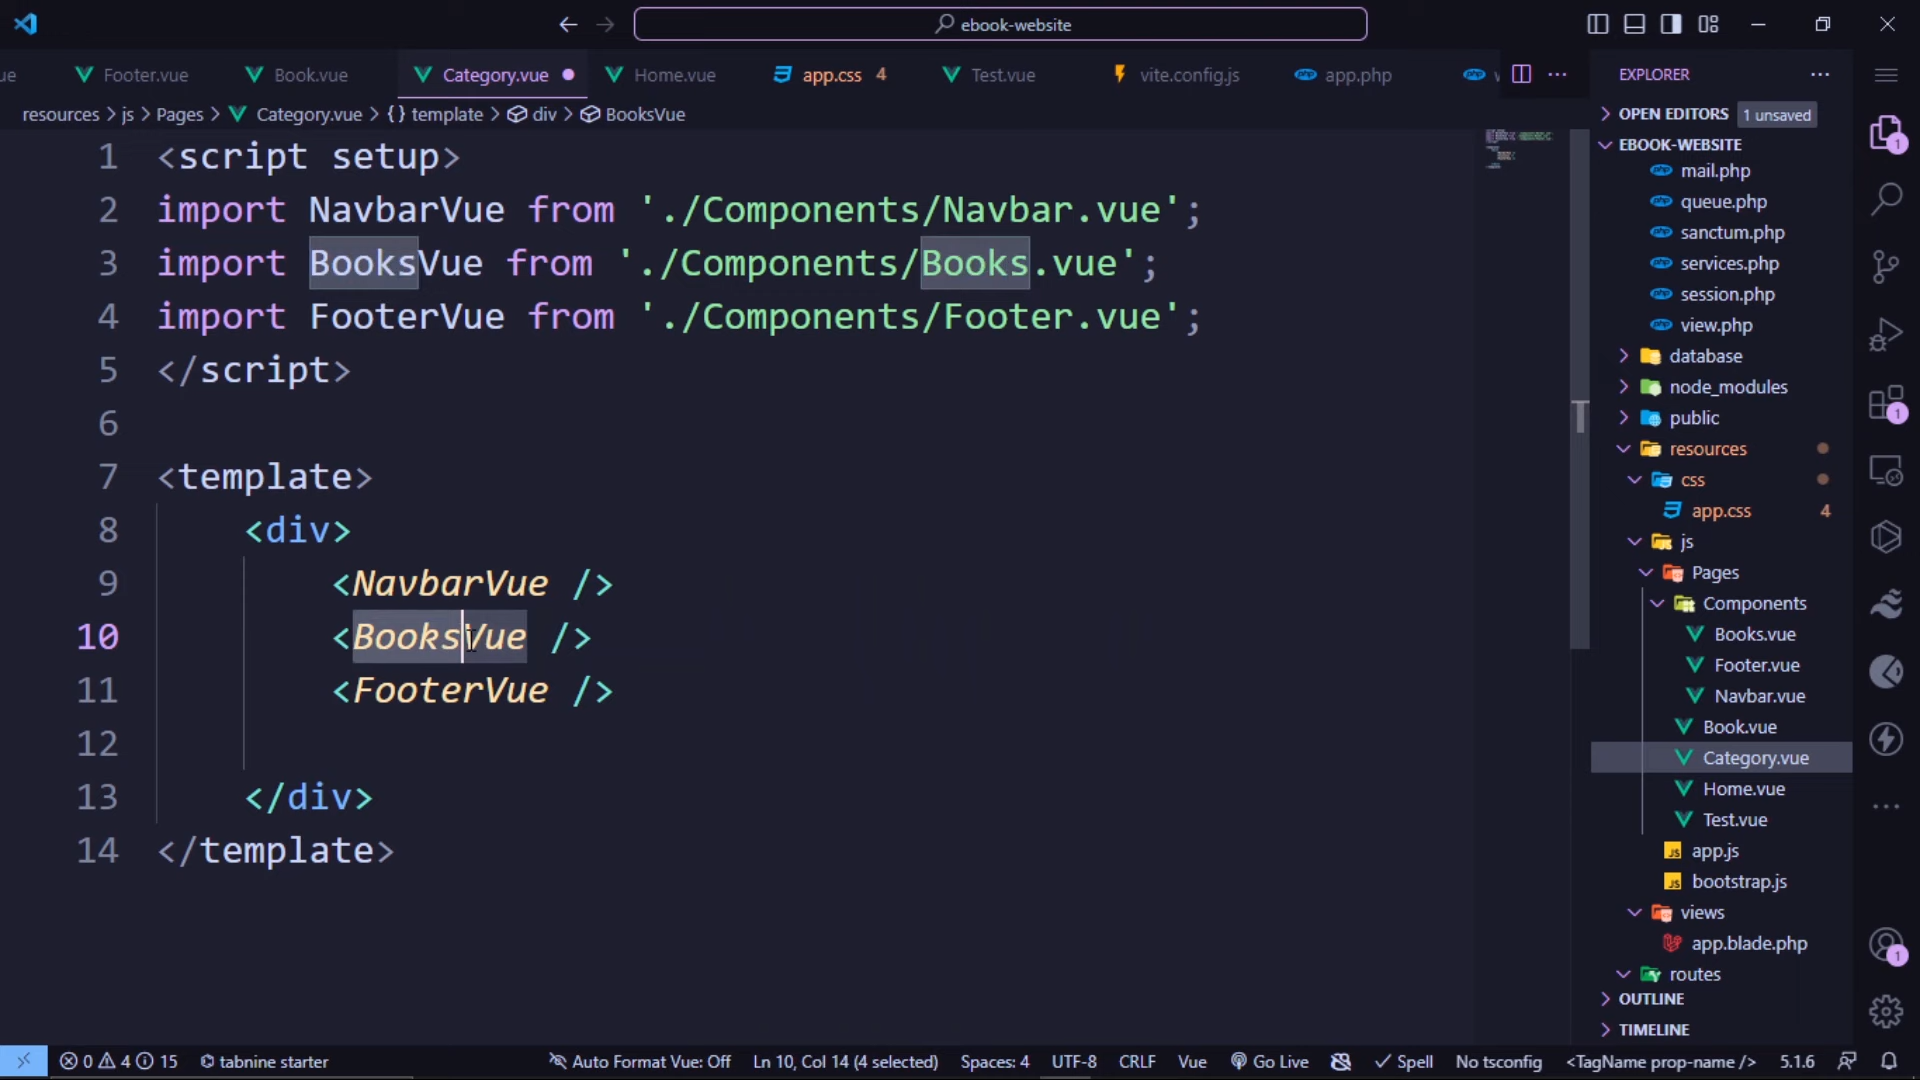 ebook-website
ue
Footer.vue
Book.vue
Category.vue
Home.vue
app.css 4
Test.vue
vite.config.js
app.php
EXPLORER
resources > js > Pages > Category.vue > {} template > div > BooksVue
OPEN EDITORS 1 unsaved
EBOOK-WEBSITE
1 <script setup>
2 import NavbarVue from './Components/Navbar.vue';
3 import BooksVue from './Components/Books.vue';
4 import FooterVue from './Components/Footer.vue';
5 </script>
6
7 <template>
8 <div>
9 <NavbarVue />
10 <BooksVue />
11 <FooterVue />
12
13 </div>
14 </template>
mail.php
queue.php
sanctum.php
services.php
session.php
view.php
database
node_modules
public
resources
css
app.css 4
js
Pages
Components
Books.vue
Footer.vue
Navbar.vue
Book.vue
Category.vue
Home.vue
Test.vue
app.js
bootstrap.js
views
app.blade.php
routes
OUTLINE
TIMELINE
1
1
1
0 4 15 tabnine starter Auto Format Vue: Off Ln 10, Col 14 (4 selected) Spaces: 4 UTF-8 CRLF Vue Go Live Spell No tsconfig <TagName prop-name /> 5.1.6